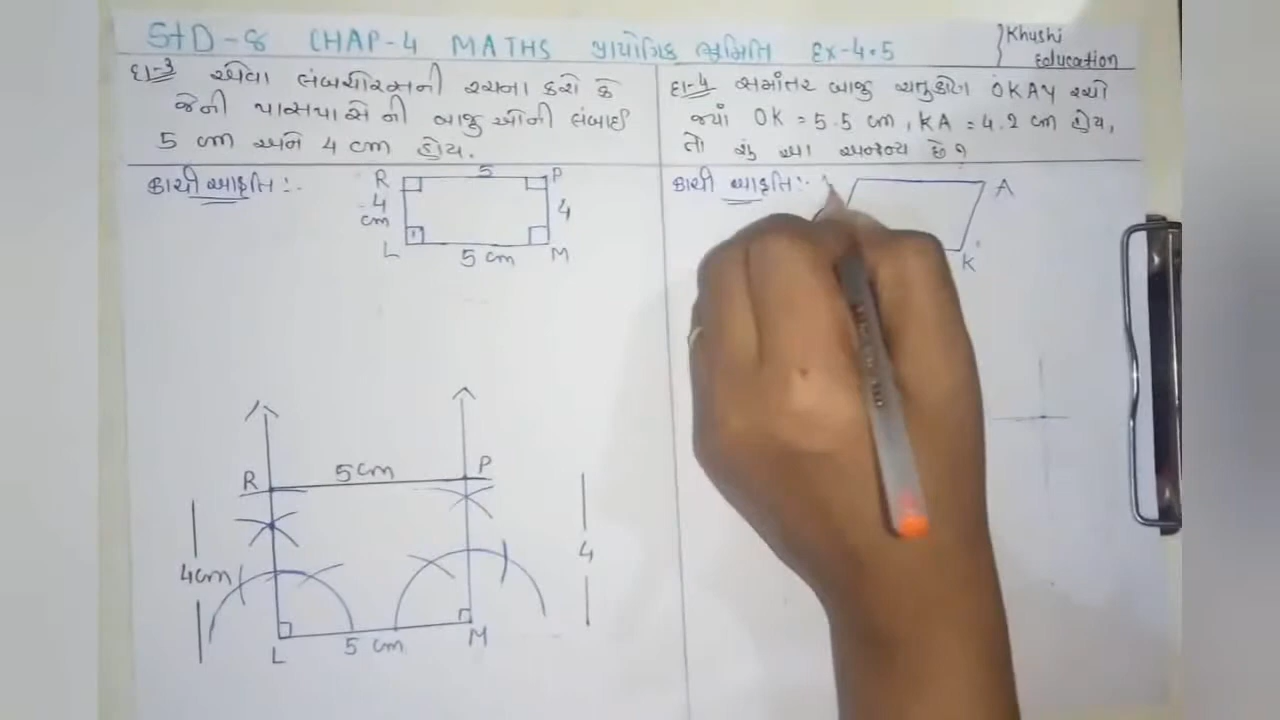 STD-8 CHAP-4 MATHS પ્રાયોગિક ભૂમિતિ Ex-4.5
Khushi
Education
દા-3 એવા લંબચોરસની રચના કરો કે
જેની પાસપાસેની બાજુઓની લંબાઈ
5 cm અને 4 cm હોય.
કાચી આકૃતિ :-
R 5 P
4
cm
4
L 5 cm M
R 5cm P
4cm
4
L 5 cm M
દા-4 સમાંતર બાજુ ચતુષ્કોણ OKAY રચો
જ્યાં OK = 5.5 cm, KA = 4.2 cm હોય,
તો શું આ અનન્ય છે ?
કાચી આકૃતિ :-
A
K